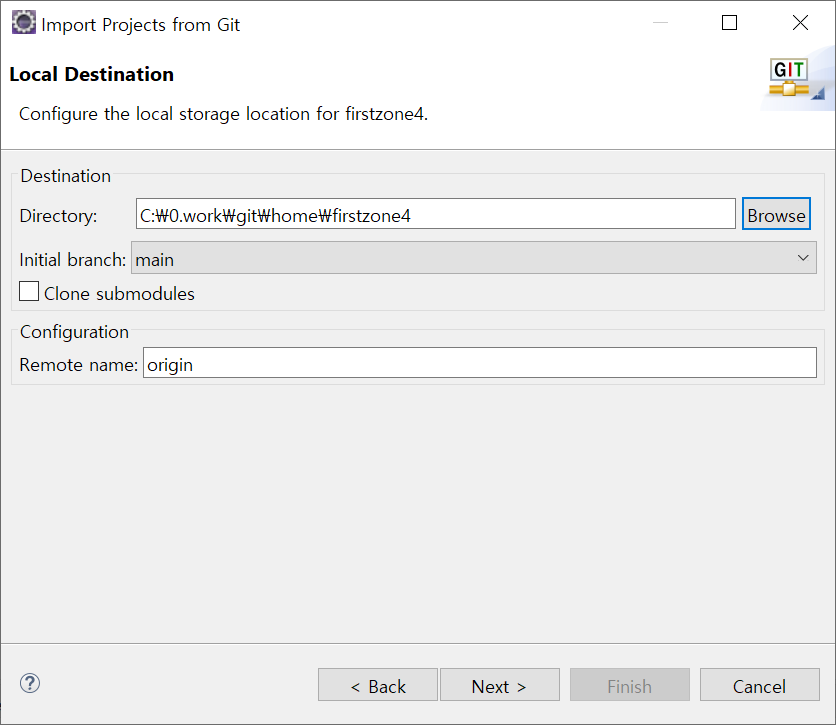 Import Projects from Git
Local Destination
GIT
Configure the local storage location for firstzone4.
Destination
Directory: C:₩0.work₩git₩home₩firstzone4 Browse
Initial branch: main
Clone submodules
Configuration
Remote name: origin
?
< Back Next > Finish Cancel